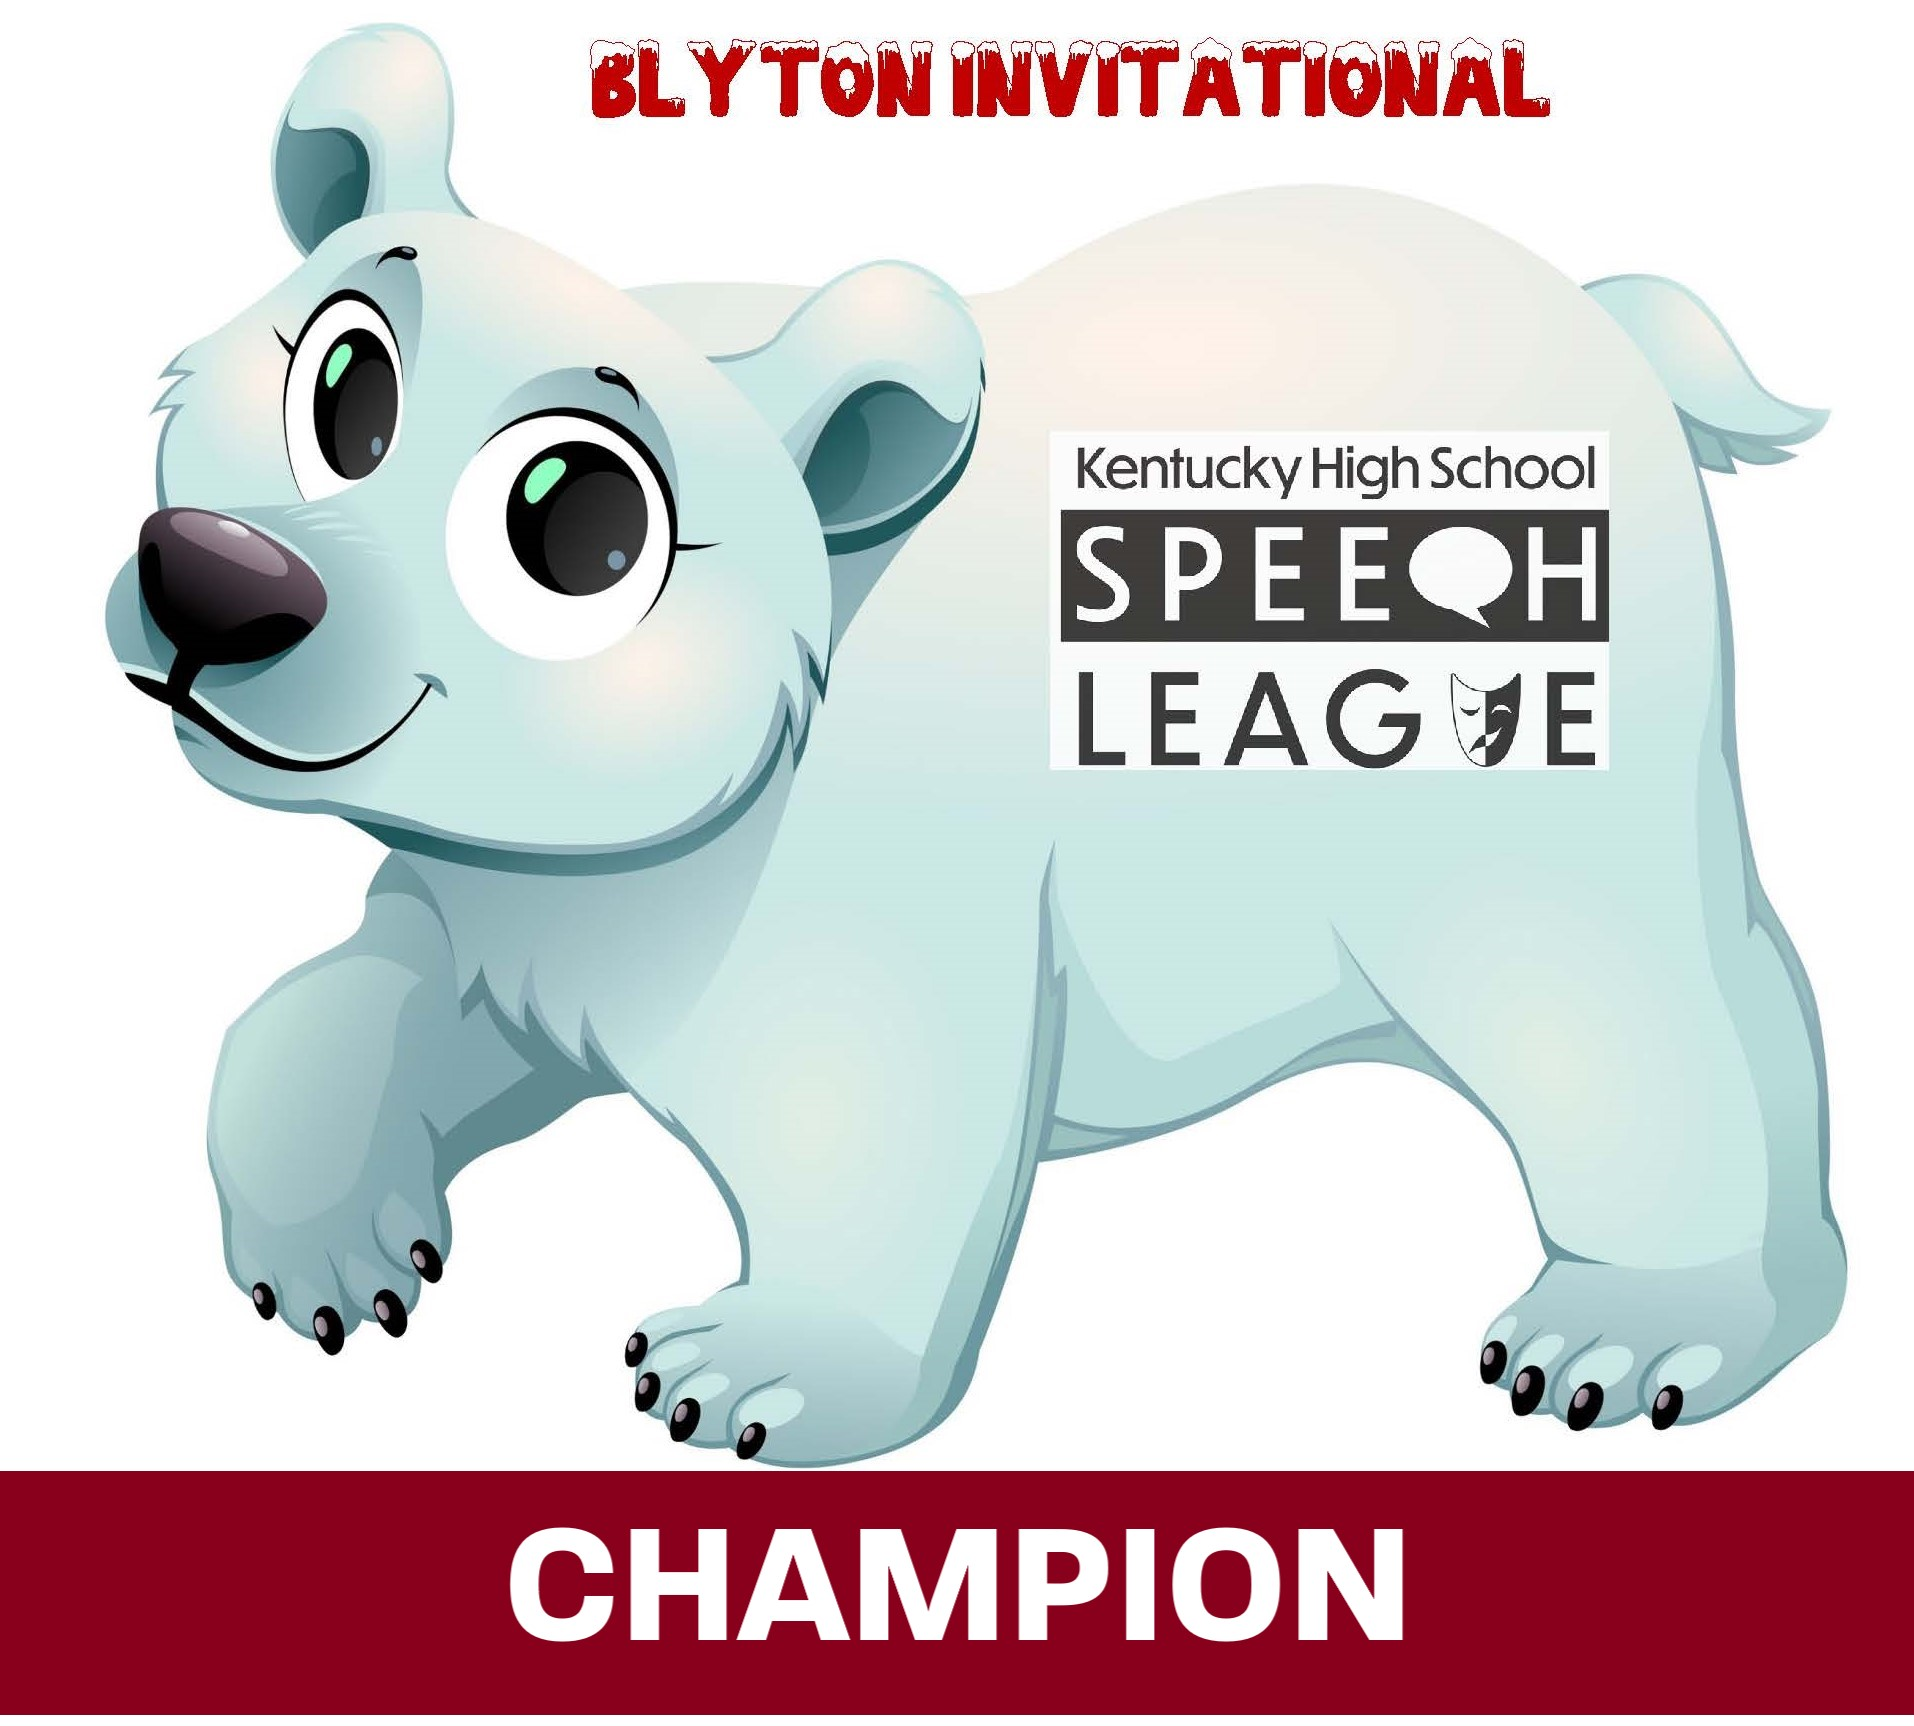 BLYTON INVITATIONAL
Kentucky High School
SPEECH
LEAGUE
CHAMPION